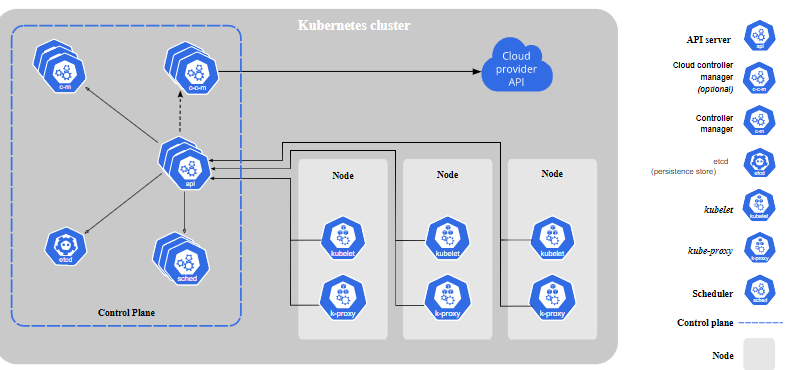 Kubernetes cluster
c-m
c-c-m
Cloud
provider
API
api
Node
Node
Node
etcd
sched
kubelet
kubelet
kubelet
k-proxy
k-proxy
k-proxy
Control Plane
API server
api
Cloud controller
manager
(optional)
c-c-m
Controller
manager
c-m
etcd
(persistence store)
etcd
kubelet
kubelet
kube-proxy
k-proxy
Scheduler
sched
Control plane
Node